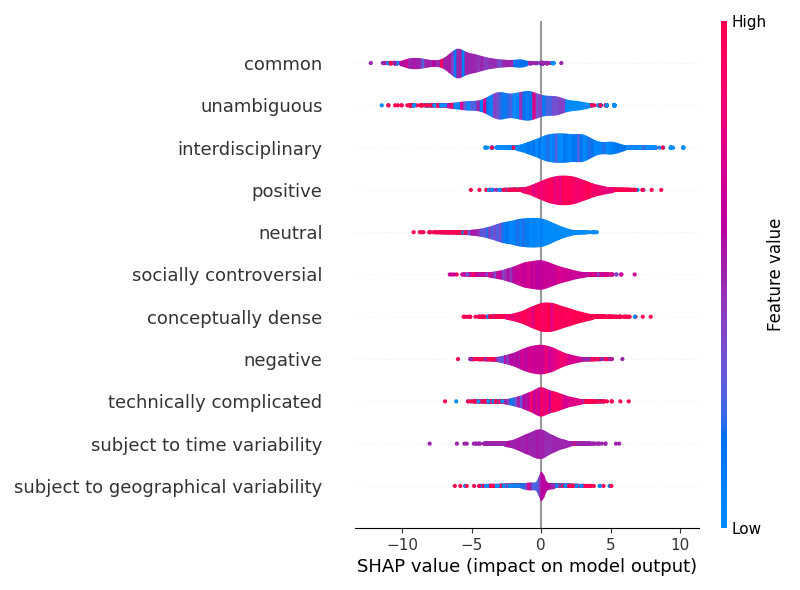 High
common
unambiguous
interdisciplinary
positive
neutral
socially controversial
conceptually dense
negative
technically complicated
subject to time variability
subject to geographical variability
Feature value
Low
−10 −5 0 5 10
SHAP value (impact on model output)